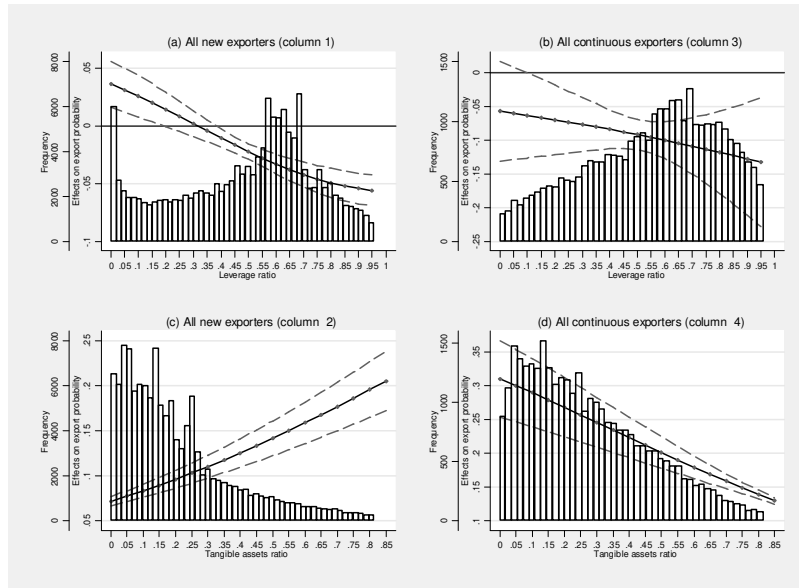 (a) All new exporters (column 1)
Frequency
0 2000 4000 6000 8000
Effects on export probability
-.1 -.05 0 .05
0 .05 .1 .15 .2 .25 .3 .35 .4 .45 .5 .55 .6 .65 .7 .75 .8 .85 .9 .95 1
Leverage ratio
(b) All continuous exporters (column 3)
Frequency
0 500 1000 1500
Effects on export probability
-.25 -.2 -.15 -.1 -.05 0
0 .05 .1 .15 .2 .25 .3 .35 .4 .45 .5 .55 .6 .65 .7 .75 .8 .85 .9 .95 1
Leverage ratio
(c) All new exporters (column 2)
Frequency
0 2000 4000 6000 8000
Effects on export probability
.05 .1 .15 .2 .25
0 .05 .1 .15 .2 .25 .3 .35 .4 .45 .5 .55 .6 .65 .7 .75 .8 .85
Tangible assets ratio
(d) All continuous exporters (column 4)
Frequency
0 500 1000 1500
Effects on export probability
.1 .15 .2 .25 .3 .35
0 .05 .1 .15 .2 .25 .3 .35 .4 .45 .5 .55 .6 .65 .7 .75 .8 .85
Tangible assets ratio